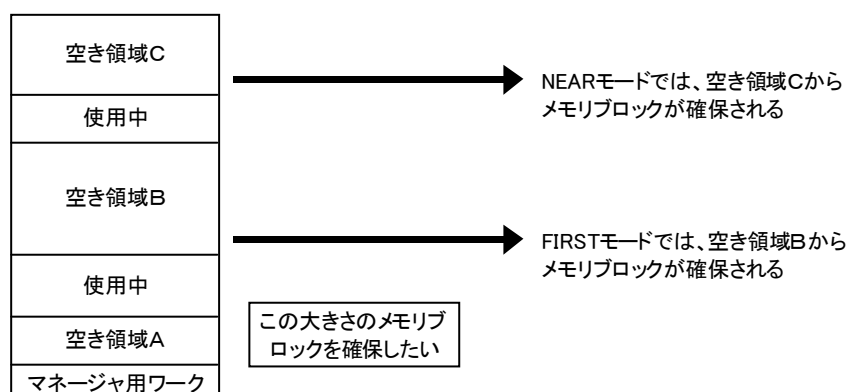 空き領域C
使用中
空き領域B
使用中
空き領域A
マネージャ用ワーク
NEARモードでは、空き領域Cから
メモリブロックが確保される
FIRSTモードでは、空き領域Bから
メモリブロックが確保される
この大きさのメモリブ
ロックを確保したい